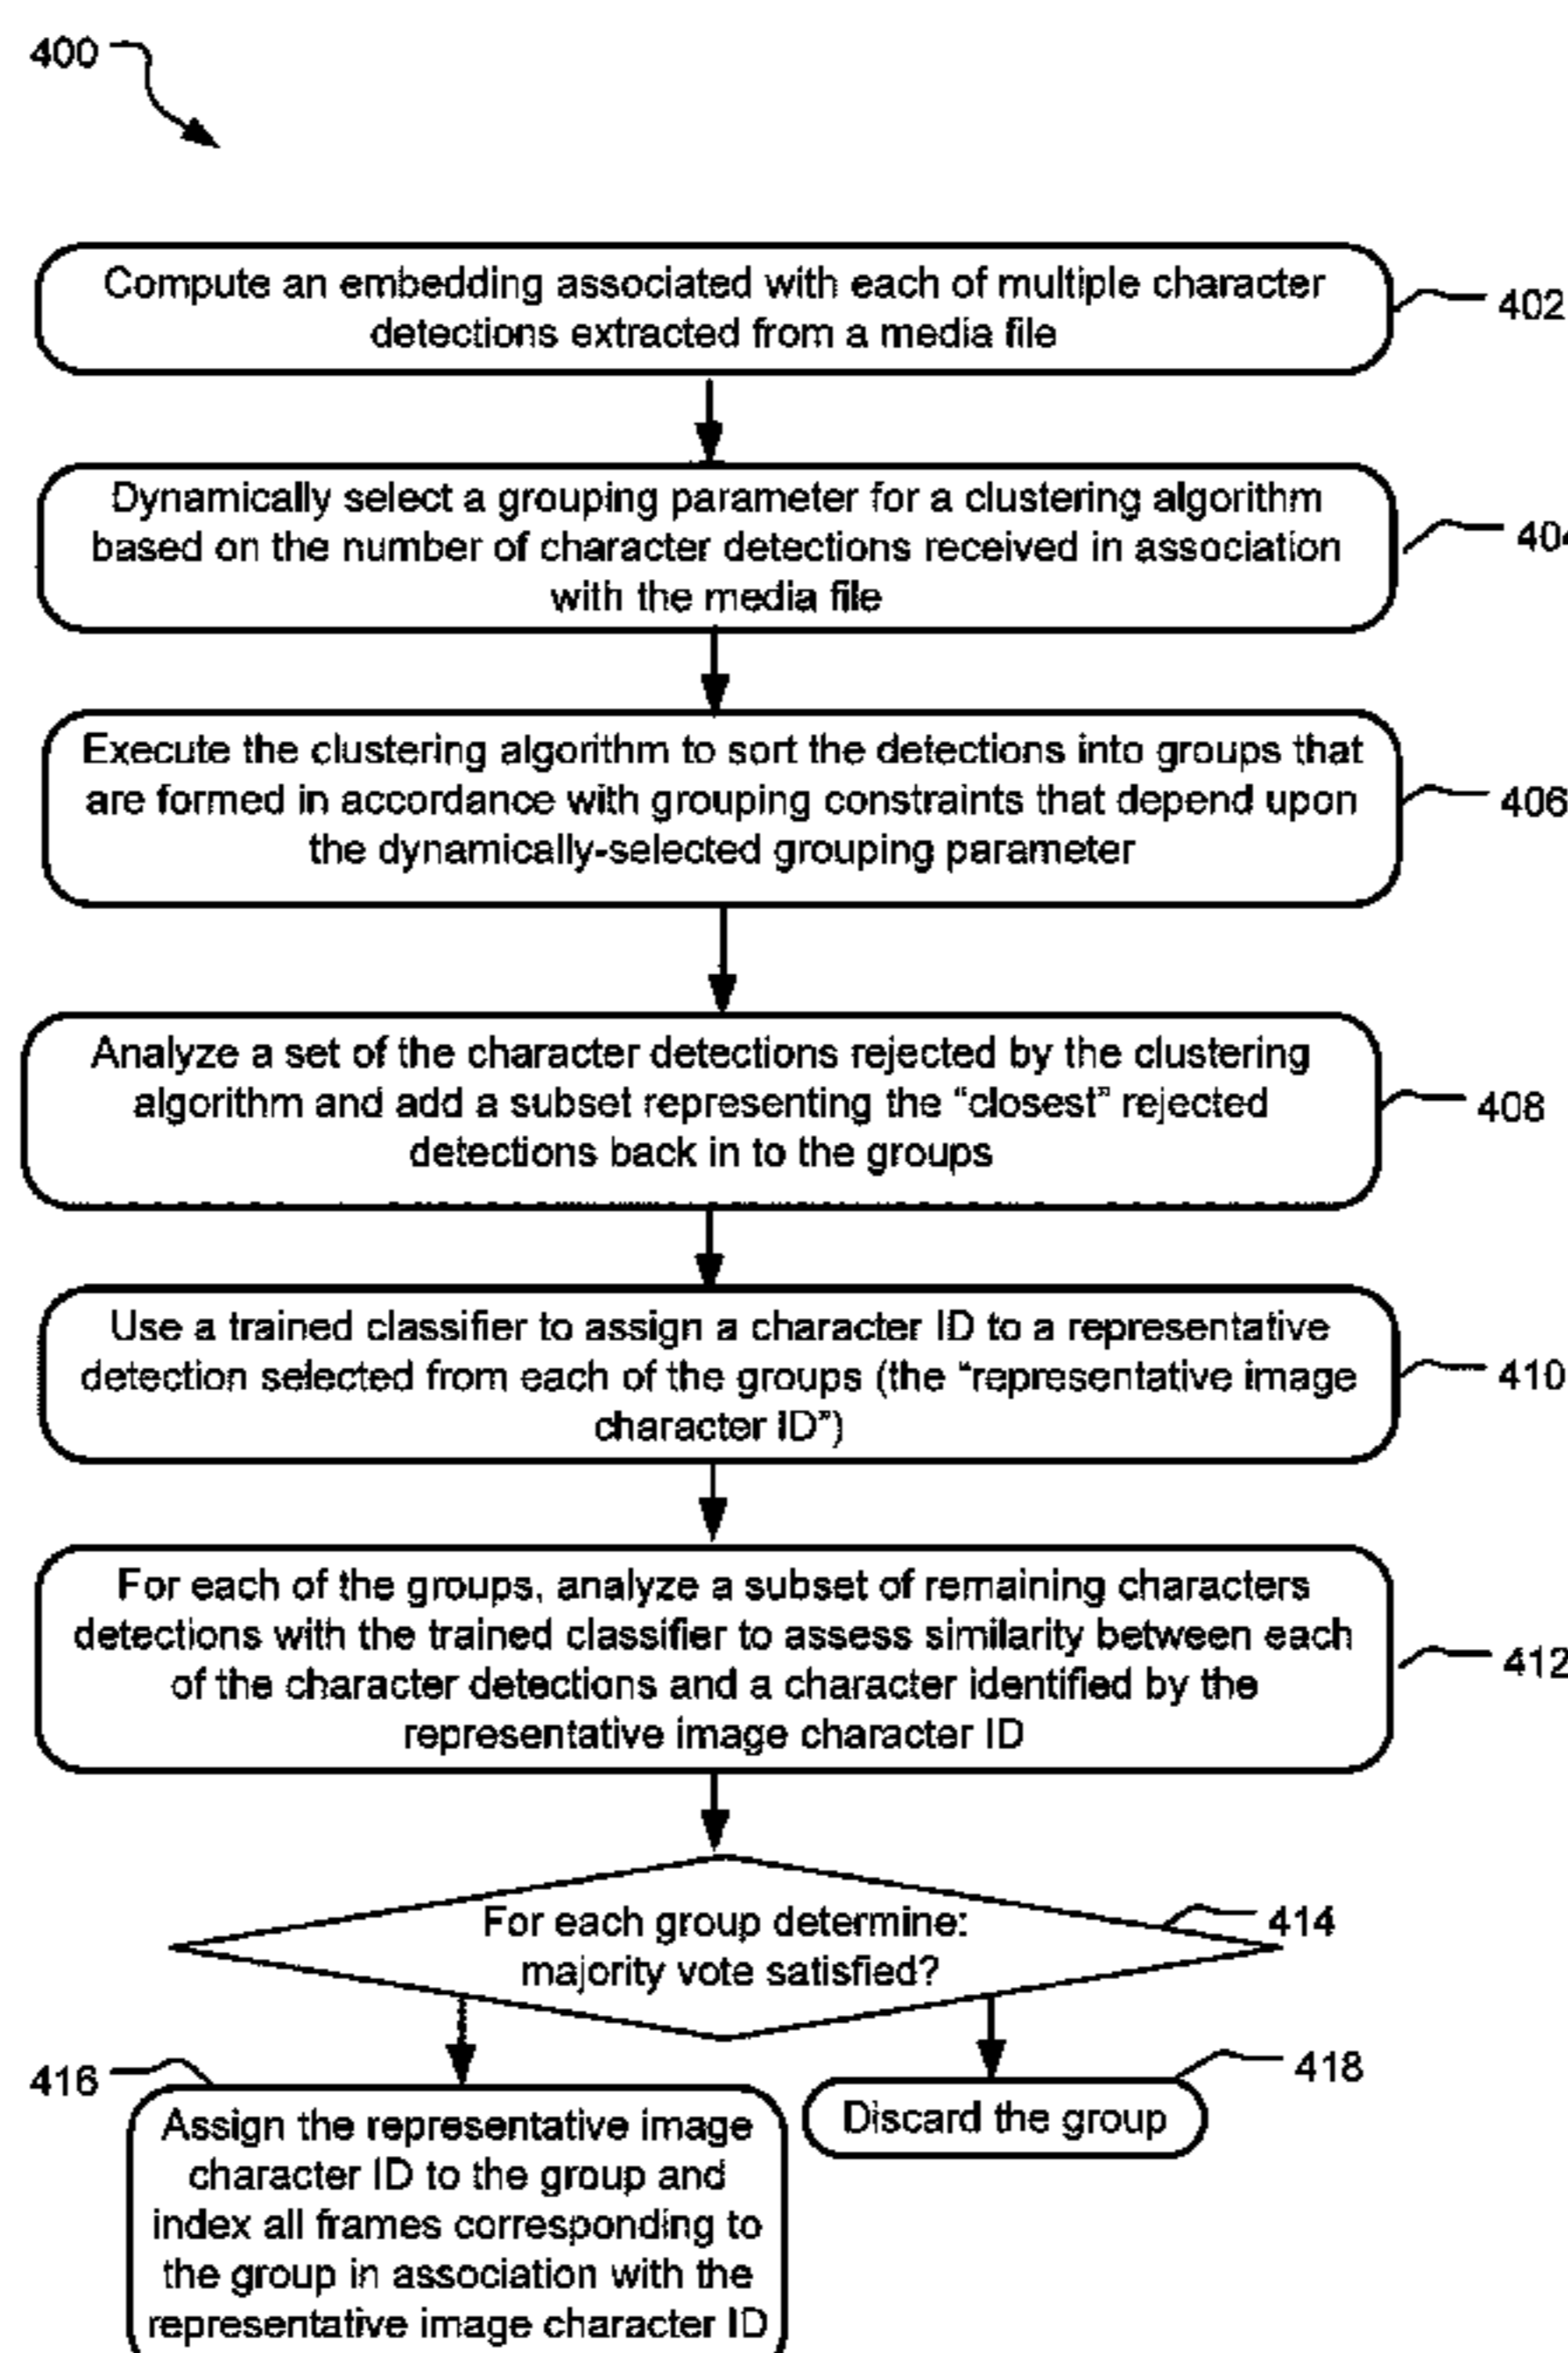 400
Compute an embedding associated with each of multiple character
detections extracted from a media file
402
Dynamically select a grouping parameter for a clustering algorithm
based on the number of character detections received in association
with the media file
404
Execute the clustering algorithm to sort the detections into groups that
are formed in accordance with grouping constraints that depend upon
the dynamically-selected grouping parameter
406
Analyze a set of the character detections rejected by the clustering
algorithm and add a subset representing the “closest” rejected
detections back in to the groups
408
Use a trained classifier to assign a character ID to a representative
detection selected from each of the groups (the “representative image
character ID”)
410
For each of the groups, analyze a subset of remaining characters
detections with the trained classifier to assess similarity between each
of the character detections and a character identified by the
representative image character ID
412
For each group determine:
majority vote satisfied?
414
416
Assign the representative image
character ID to the group and
index all frames corresponding to
the group in association with the
representative image character ID
418
Discard the group